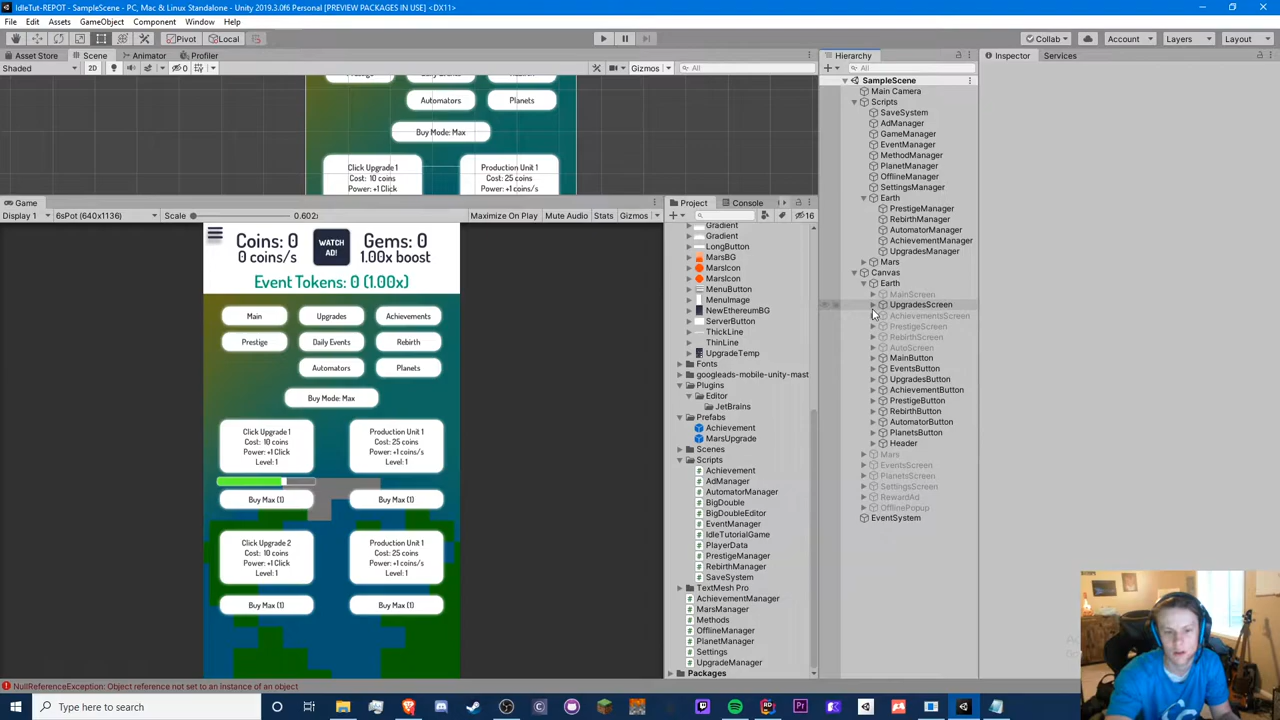 IdleTut-REPOT - SampleScene - PC, Mac & Linux Standalone - Unity 2019.3.0f6 Personal [PREVIEW PACKAGES IN USE] <DX11>
File Edit Assets GameObject Component Window Help
Pivot Local Collab Account Layers Layout
Asset Store Scene Animator Profiler
Shaded 2D 0 Gizmos All
Prestige
Automators Planets
Buy Mode: Max
Click Upgrade 1
Cost: 10 coins
Power: +1 Click
Production Unit 1
Cost: 25 coins
Power: +1 coins/s
Game
Display 1 6sPot (640x1136) Scale 0.602x Maximize On Play Mute Audio Stats Gizmos
Coins: 0
0 coins/s
WATCH
AD!
Gems: 0
1.00x boost
Event Tokens: 0 (1.00x)
Main Upgrades Achievements
Prestige Daily Events Rebirth
Automators Planets
Buy Mode: Max
Click Upgrade 1
Cost: 10 coins
Power: +1 Click
Level: 1
Production Unit 1
Cost: 25 coins
Power: +1 coins/s
Level: 1
Buy Max (1) Buy Max (1)
Click Upgrade 2
Cost: 10 coins
Power: +1 Click
Level: 1
Production Unit 1
Cost: 25 coins
Power: +1 coins/s
Level: 1
Buy Max (1) Buy Max (1)
Project Console
16
Gradient
Gradient
LongButton
MarsBG
MarsIcon
MarsIcon
MenuButton
MenuImage
NewEthereumBG
ServerButton
ThickLine
ThinLine
UpgradeTemp
Fonts
googleads-mobile-unity-mast
Plugins
Editor
JetBrains
Prefabs
Achievement
MarsUpgrade
Scenes
Scripts
Achievement
AdManager
AutomatorManager
BigDouble
BigDoubleEditor
EventManager
IdleTutorialGame
PlayerData
PrestigeManager
RebirthManager
SaveSystem
TextMesh Pro
AchievementManager
MarsManager
Methods
OfflineManager
PlanetManager
Settings
UpgradeManager
Packages
Hierarchy
All
SampleScene
Main Camera
Scripts
SaveSystem
AdManager
GameManager
EventManager
MethodManager
PlanetManager
OfflineManager
SettingsManager
Earth
PrestigeManager
RebirthManager
AutomatorManager
AchievementManager
UpgradesManager
Mars
Canvas
Earth
MainScreen
UpgradesScreen
AchievementsScreen
PrestigeScreen
RebirthScreen
AutoScreen
MainButton
EventsButton
UpgradesButton
AchievementButton
PrestigeButton
RebirthButton
AutomatorButton
PlanetsButton
Header
Mars
EventsScreen
PlanetsScreen
SettingsScreen
RewardAd
OfflinePopup
EventSystem
Inspector Services
NullReferenceException: Object reference not set to an instance of an object
Type here to search